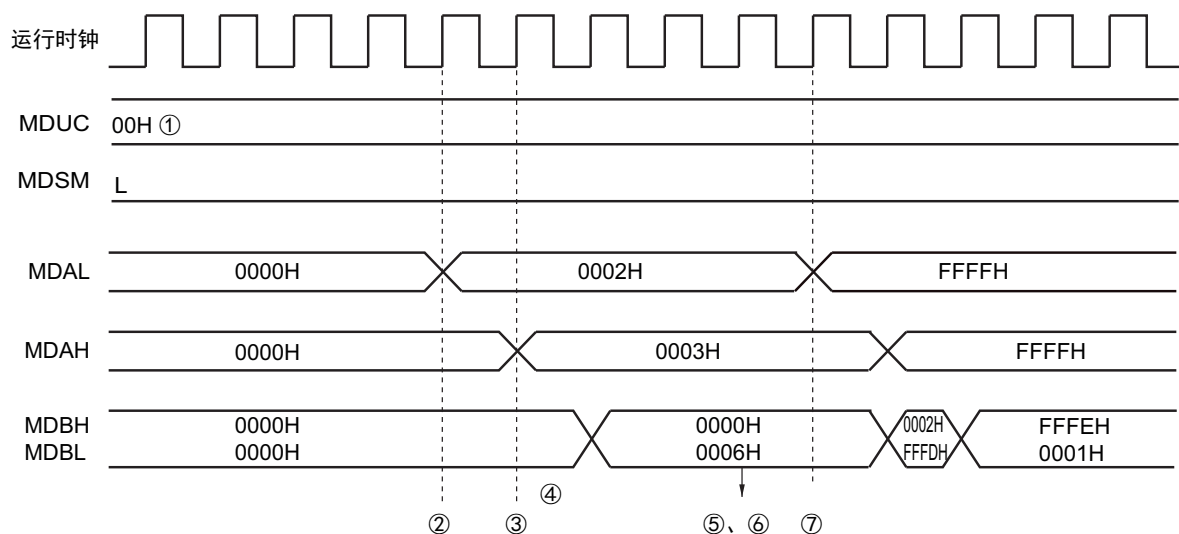 运行时钟
MDUC 00H ①
MDSM L
MDAL 0000H 0002H FFFFH
MDAH 0000H 0003H FFFFH
MDBH 0000H 0000H 0002H FFFEH
MDBL 0000H 0006H FFFDH 0001H
④
② ③ ⑤、⑥ ⑦